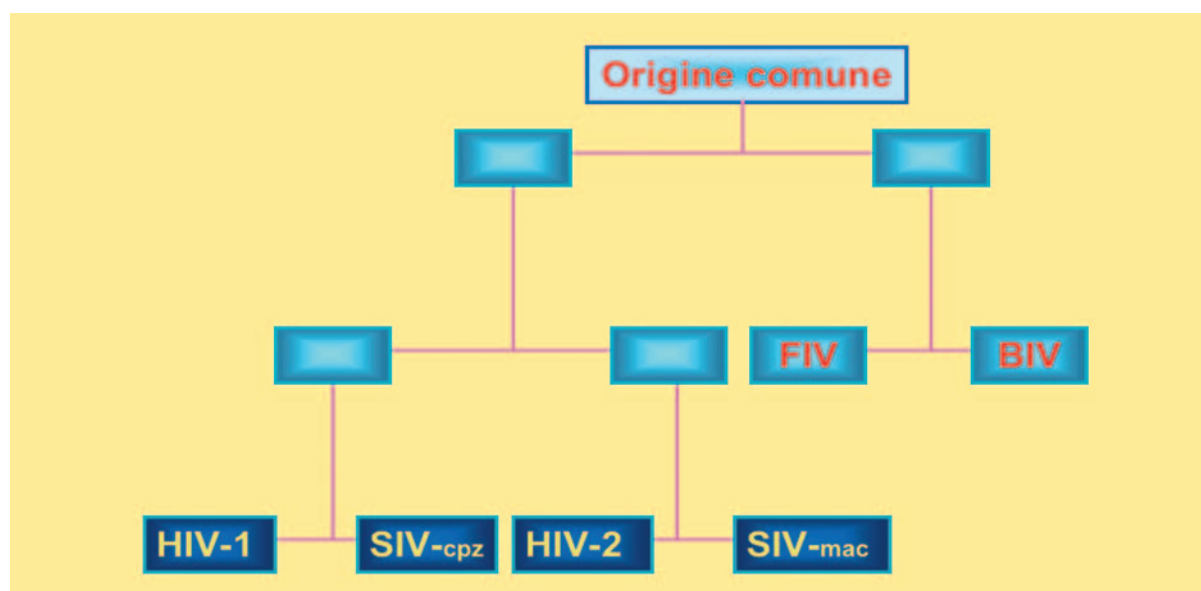 Origine comune
FIV
BIV
HIV-1
SIV-cpz
HIV-2
SIV-mac